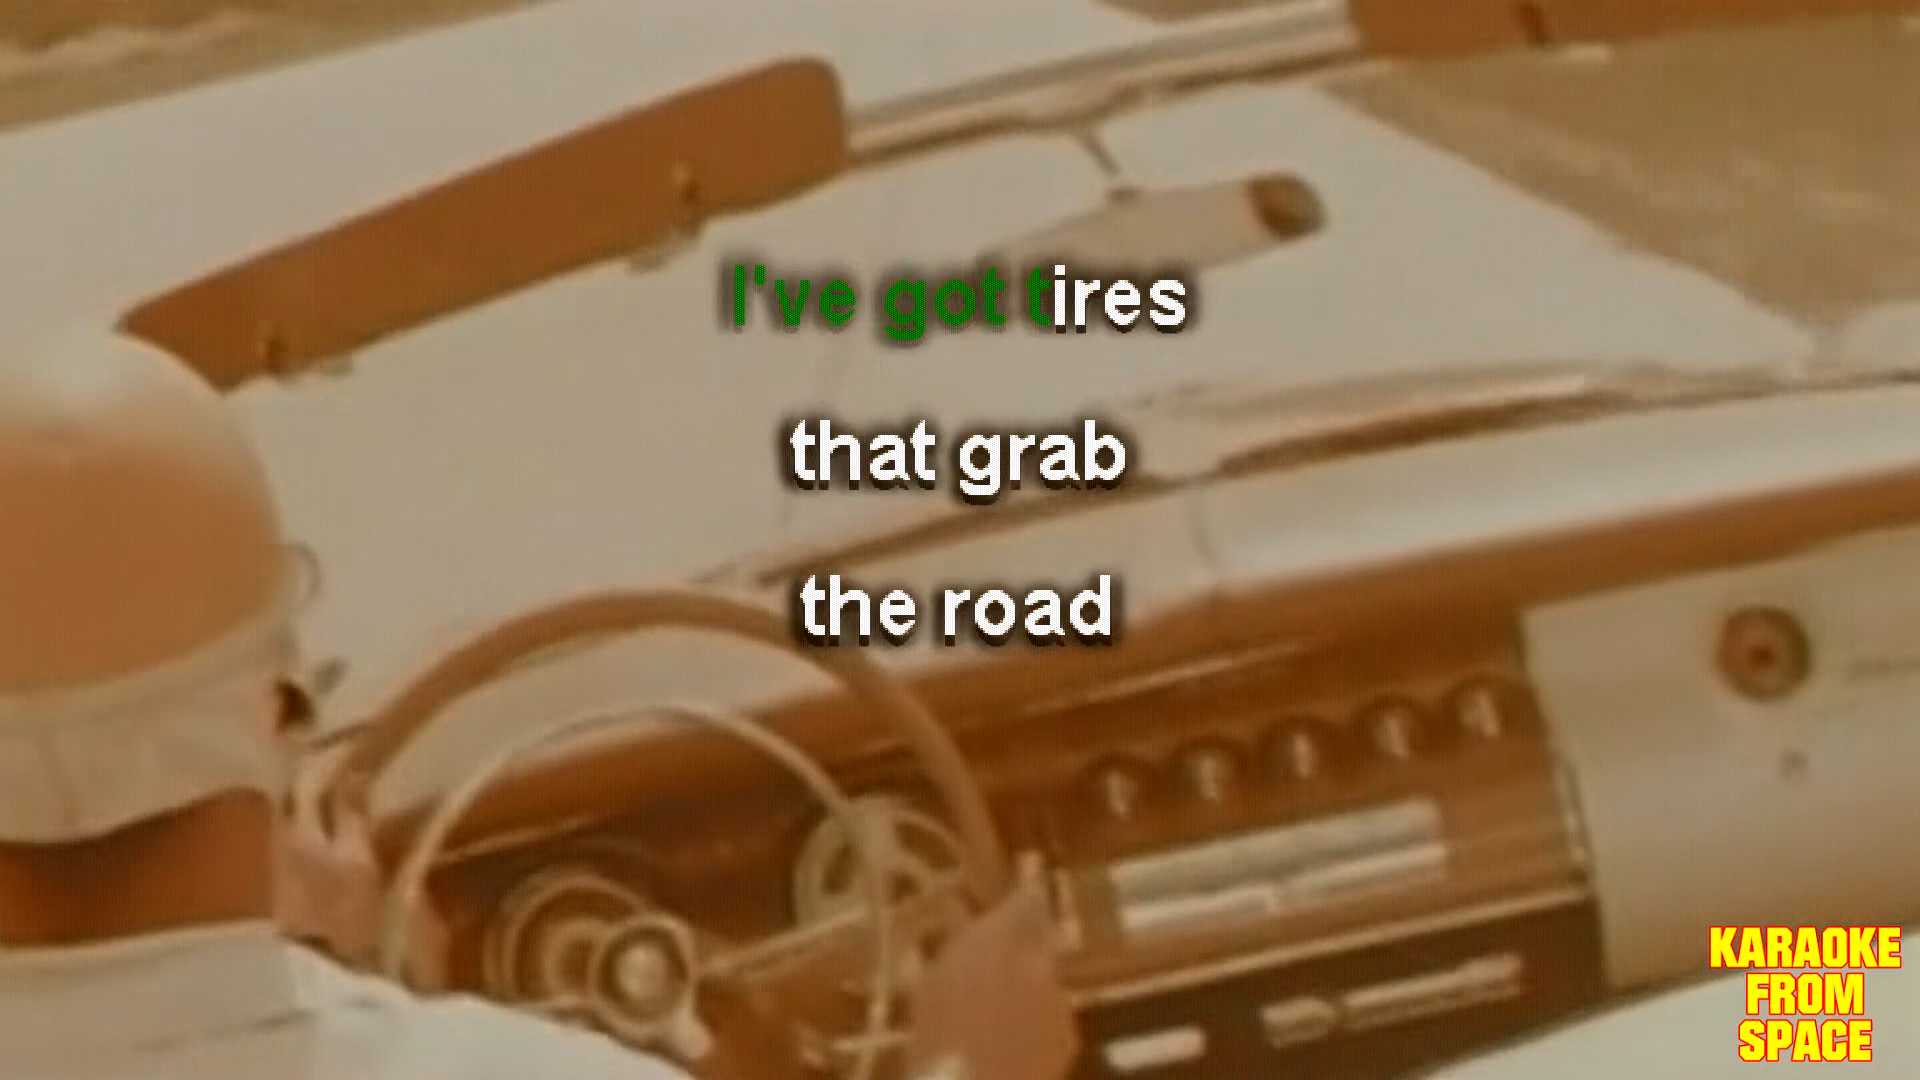 I've got tires
that grab
the road
KARAOKE
FROM
SPACE